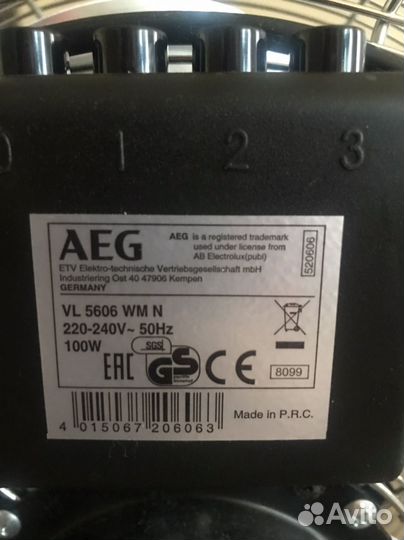 0 1 2 3
AEG
AEG is a registered trademark
used under license from
AB Electrolux(publ)
520606
ETV Elektro-technische Vertriebsgesellschaft mbH
Industriering Ost 40 47906 Kempen
GERMANY
VL 5606 WM N
220-240V~ 50Hz
100W
SGS
EAC
GS
CE
8099
Made in P.R.C.
4 015067 206063
Avito